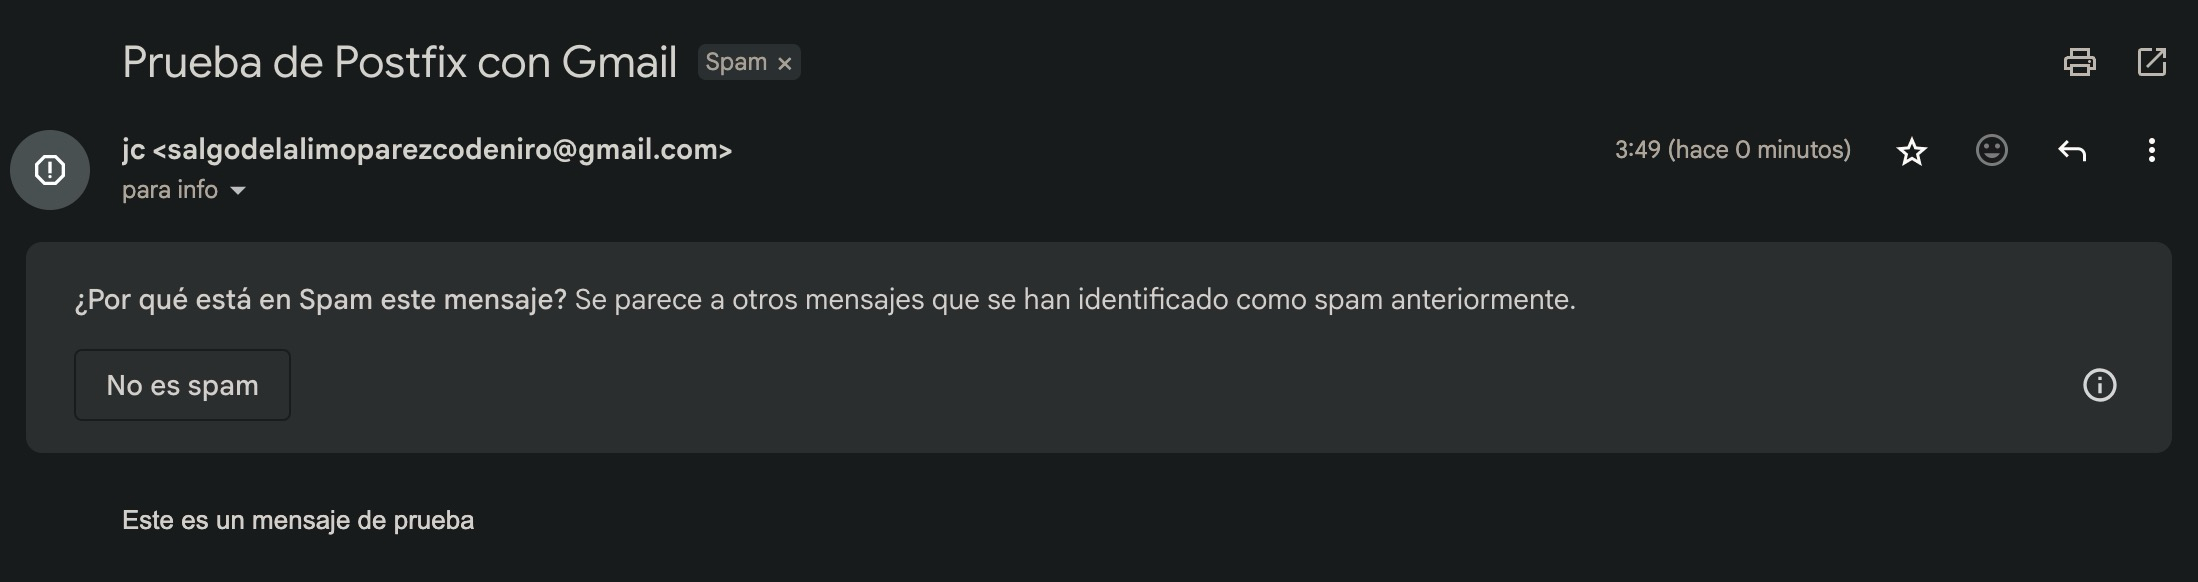 Prueba de Postfix con Gmail Spam ×
jc <salgodelalimoparezcodeniro@gmail.com> 3:49 (hace 0 minutos)
para info
¿Por qué está en Spam este mensaje? Se parece a otros mensajes que se han identificado como spam anteriormente.
No es spam
Este es un mensaje de prueba